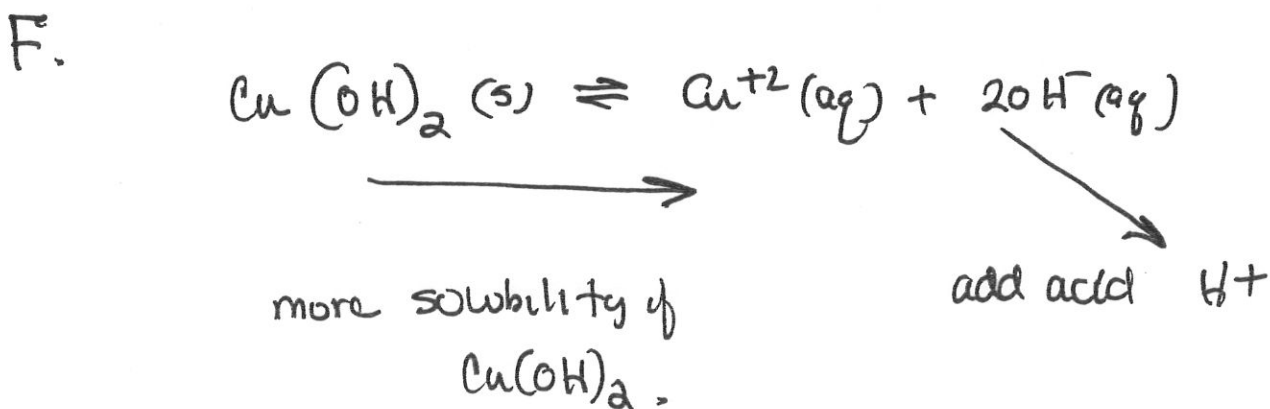 F.
Cu (OH)₂ (s) ⇌ Cu⁺² (aq) + 2OH⁻ (aq)
add acid H+
more solubility of
Cu(OH)₂.